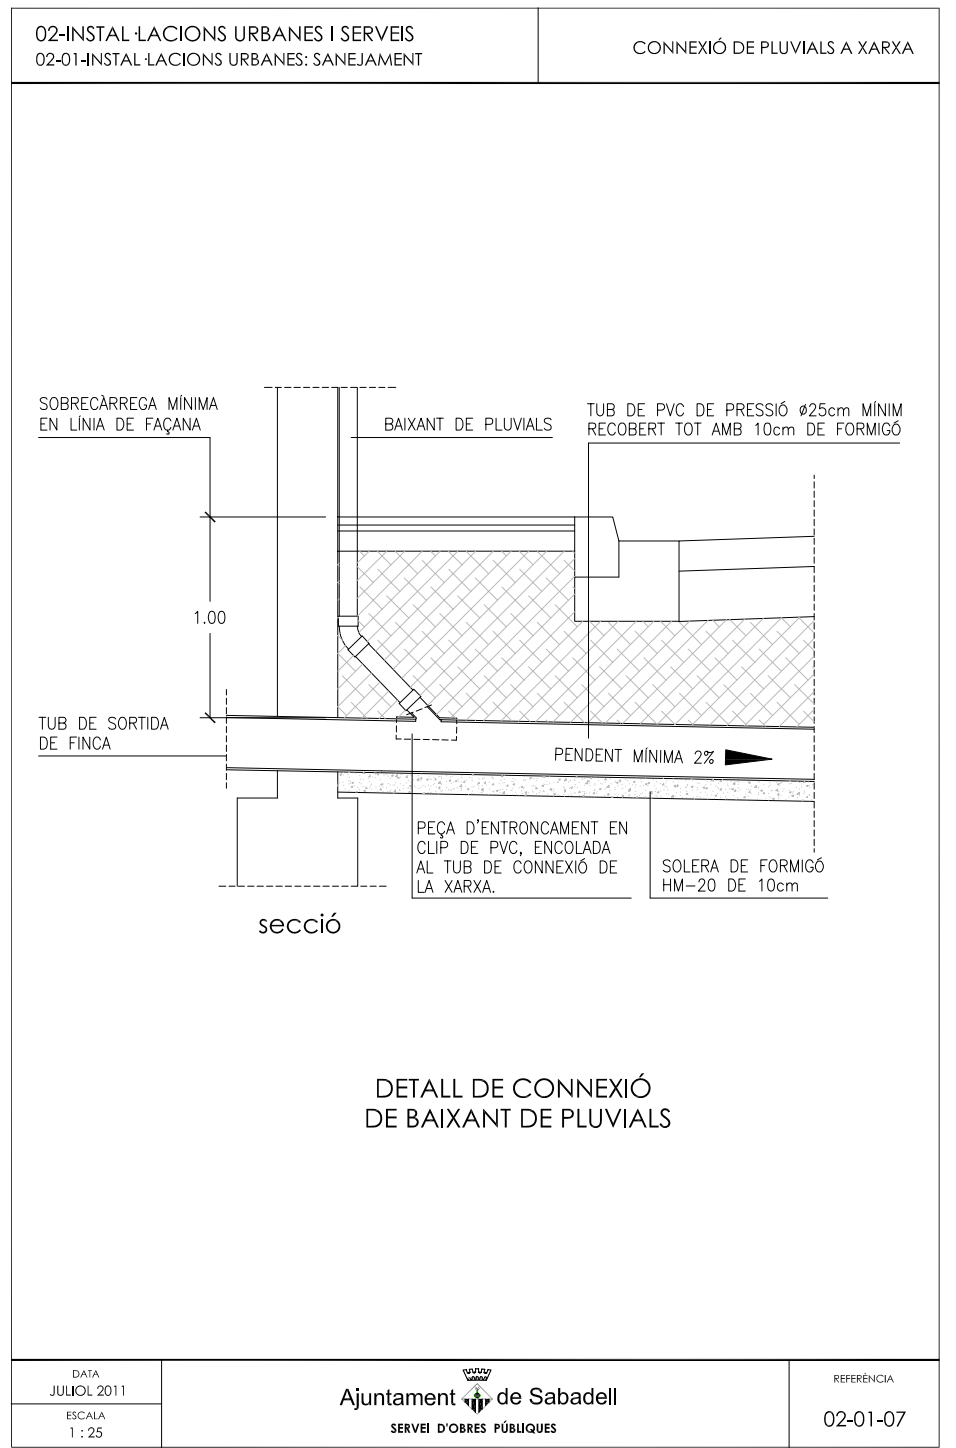 02-INSTAL·LACIONS URBANES I SERVEIS
02-01-INSTAL·LACIONS URBANES: SANEJAMENT
CONNEXIÓ DE PLUVIALS A XARXA
SOBRECÀRREGA MÍNIMA
EN LÍNIA DE FAÇANA
BAIXANT DE PLUVIALS
TUB DE PVC DE PRESSIÓ ø25cm MÍNIM
RECOBERT TOT AMB 10cm DE FORMIGÓ
1.00
TUB DE SORTIDA
DE FINCA
PENDENT MÍNIMA 2%
PEÇA D'ENTRONCAMENT EN
CLIP DE PVC, ENCOLADA
AL TUB DE CONNEXIÓ DE
LA XARXA.
SOLERA DE FORMIGÓ
HM-20 DE 10cm
secció
DETALL DE CONNEXIÓ
DE BAIXANT DE PLUVIALS
DATA
JULIOL 2011
ESCALA
1 : 25
Ajuntament de Sabadell
SERVEI D'OBRES PÚBLIQUES
REFERÈNCIA
02-01-07